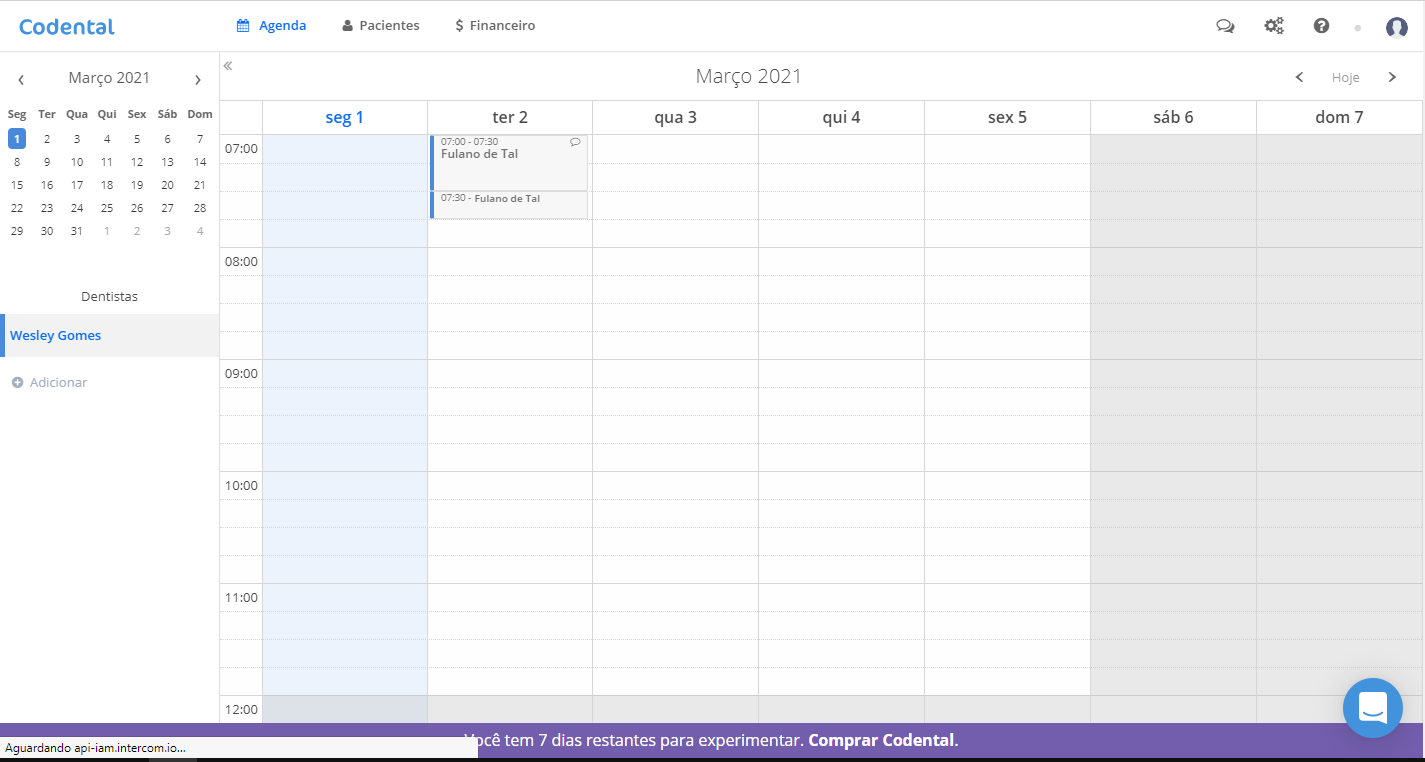 Codental
Agenda Pacientes $ Financeiro
‹ Março 2021 ›
Seg Ter Qua Qui Sex Sáb Dom
1 2 3 4 5 6 7
8 9 10 11 12 13 14
15 16 17 18 19 20 21
22 23 24 25 26 27 28
29 30 31 1 2 3 4
Dentistas
Wesley Gomes
Adicionar
«
Março 2021
Hoje
seg 1 ter 2 qua 3 qui 4 sex 5 sáb 6 dom 7
07:00
07:00 - 07:30
Fulano de Tal
07:30 - Fulano de Tal
08:00
09:00
10:00
11:00
12:00
Você tem 7 dias restantes para experimentar. Comprar Codental.
Aguardando api-iam.intercom.io...